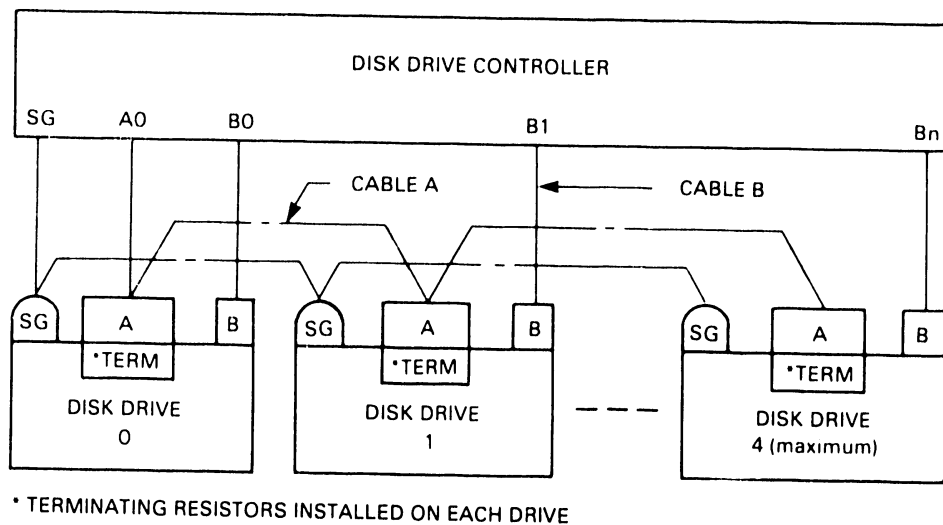 DISK DRIVE CONTROLLER
SG A0 B0 B1 Bn
CABLE A CABLE B
SG A B SG A B SG A B
*TERM *TERM *TERM
DISK DRIVE
0
DISK DRIVE
1
DISK DRIVE
4 (maximum)
* TERMINATING RESISTORS INSTALLED ON EACH DRIVE